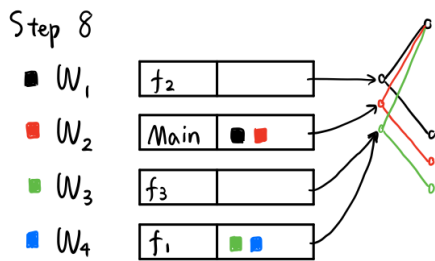 Step 8
W₁ f₂
W₂ Main
W₃ f₃
W₄ f₁